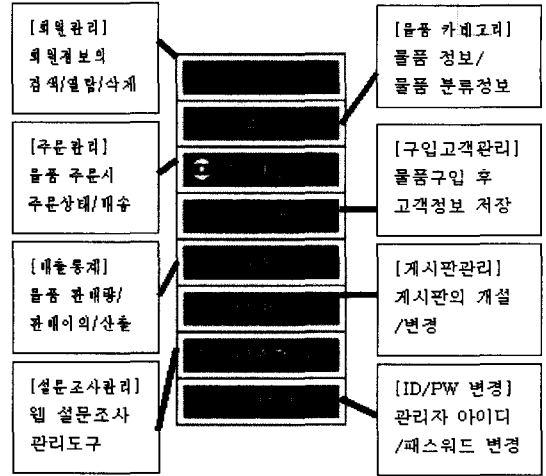 [회원관리]
회원정보의
검색/열람/삭제
[물품 카테고리]
물품 정보/
물품 분류정보
[주문관리]
물품 주문시
주문상태/배송
[구입고객관리]
물품구입 후
고객정보 저장
[매출통계]
물품 판매량/
판매이익/산출
[게시판관리]
게시판의 개설
/변경
[설문조사관리]
웹 설문조사
관리도구
[ID/PW 변경]
관리자 아이디
/패스워드 변경